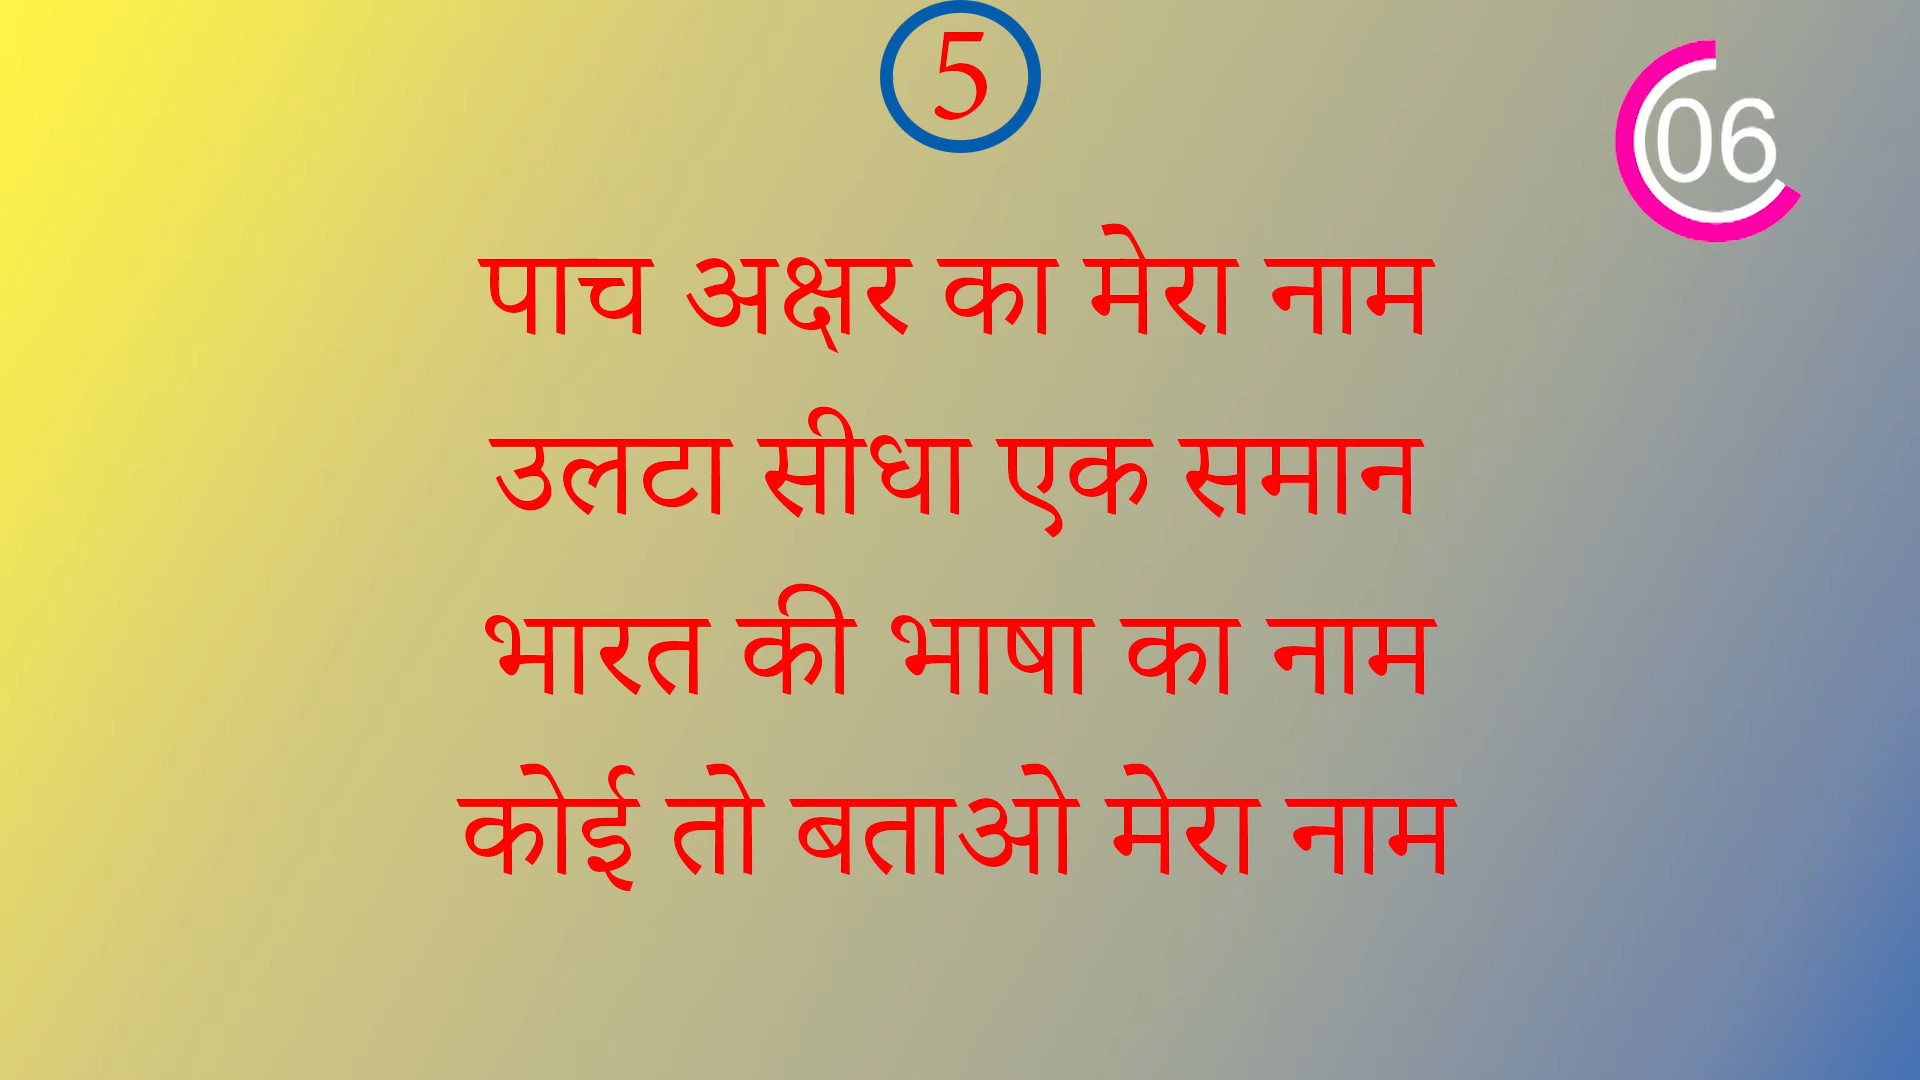 5
06
पाच अक्षर का मेरा नाम
उलटा सीधा एक समान
भारत की भाषा का नाम
कोई तो बताओ मेरा नाम